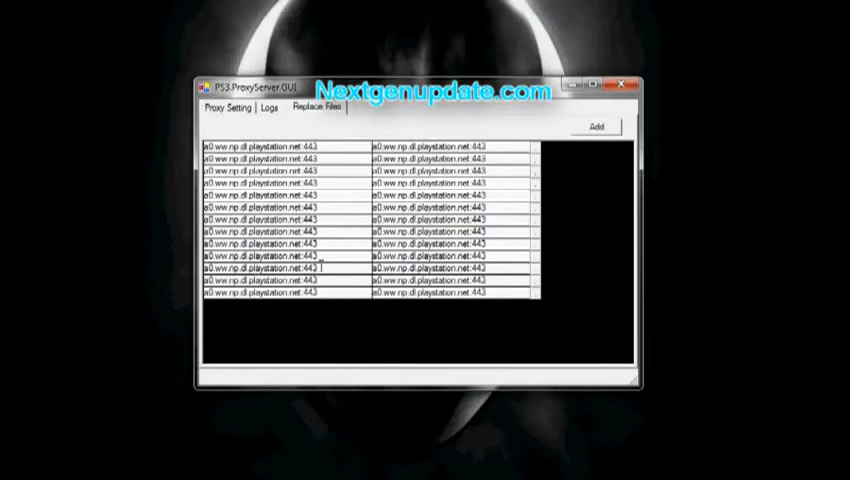 PS3.ProxyServer.GUI
Nextgenupdate.com
Proxy Setting Logs Replace Files
Add
a0.ww.np.dl.playstation.net:443 a0.ww.np.dl.playstation.net:443
a0.ww.np.dl.playstation.net:443 a0.ww.np.dl.playstation.net:443
a0.ww.np.dl.playstation.net:443 a0.ww.np.dl.playstation.net:443
a0.ww.np.dl.playstation.net:443 a0.ww.np.dl.playstation.net:443
a0.ww.np.dl.playstation.net:443 a0.ww.np.dl.playstation.net:443
a0.ww.np.dl.playstation.net:443 a0.ww.np.dl.playstation.net:443
a0.ww.np.dl.playstation.net:443 a0.ww.np.dl.playstation.net:443
a0.ww.np.dl.playstation.net:443 a0.ww.np.dl.playstation.net:443
a0.ww.np.dl.playstation.net:443 a0.ww.np.dl.playstation.net:443
a0.ww.np.dl.playstation.net:443 a0.ww.np.dl.playstation.net:443
a0.ww.np.dl.playstation.net:443 a0.ww.np.dl.playstation.net:443
a0.ww.np.dl.playstation.net:443 a0.ww.np.dl.playstation.net:443
a0.ww.np.dl.playstation.net:443 a0.ww.np.dl.playstation.net:443